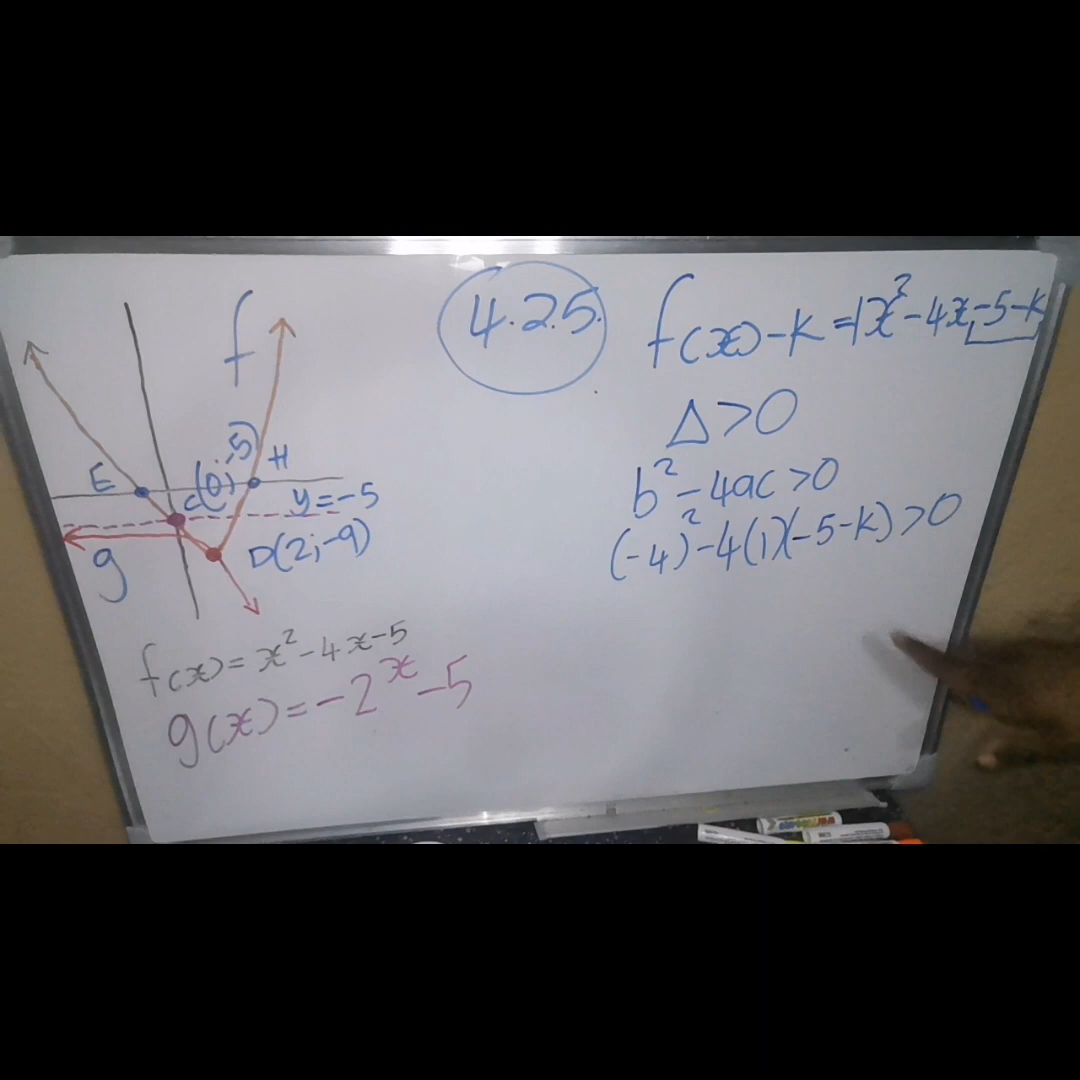 f
E
C(0; -5)
H
y=-5
g
D(2;-9)
f(x)=x²-4x-5
g(x)=-2ˣ-5
4.2.5.
f(x)-k=1x²-4x-5-k
Δ>0
b²-4ac>0
(-4)²-4(1)(-5-k)>0